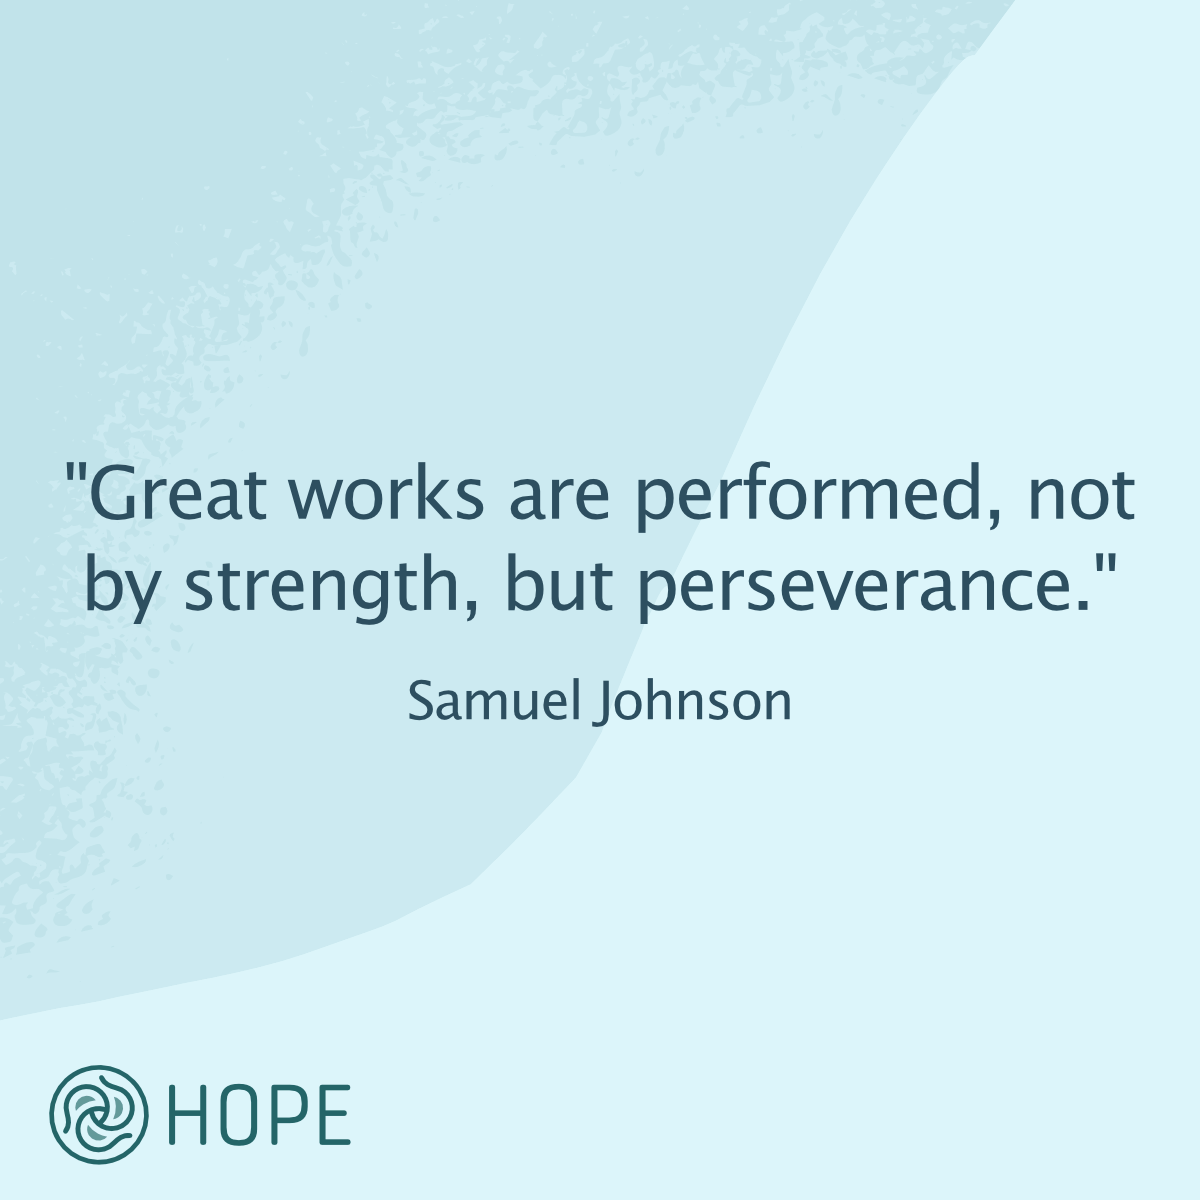 "Great works are performed, not
by strength, but perseverance."
Samuel Johnson
HOPE